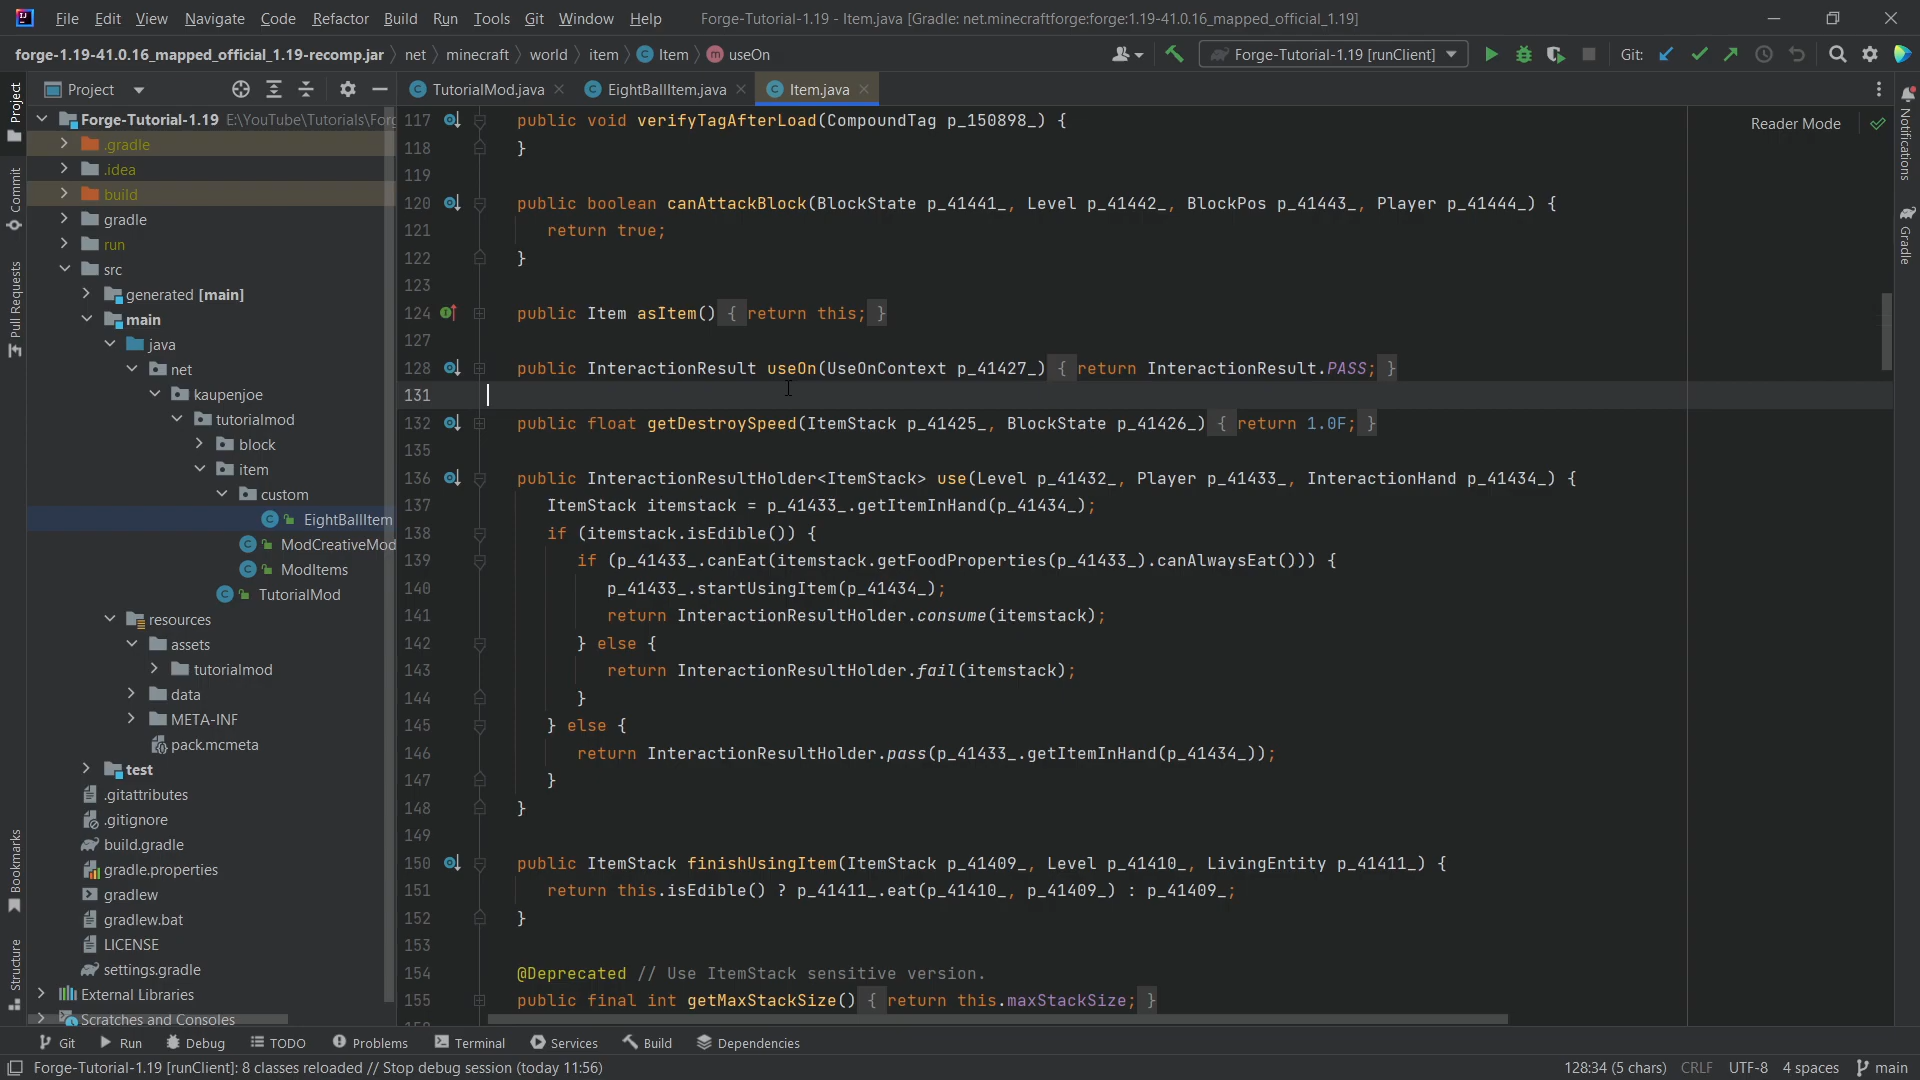 File Edit View Navigate Code Refactor Build Run Tools Git Window Help Forge-Tutorial-1.19 - Item.java [Gradle: net.minecraftforge:forge:1.19-41.0.16_mapped_official_1.19]
forge-1.19-41.0.16_mapped_official_1.19-recomp.jar net minecraft world item Item useOn Forge-Tutorial-1.19 [runClient] Git:
Project TutorialMod.java EightBallItem.java Item.java
Reader Mode
Project
Commit
Pull Requests
Bookmarks
Structure
Notifications
Gradle
Forge-Tutorial-1.19 E:\YouTube\Tutorials\Forg
.gradle
.idea
build
gradle
run
src
generated [main]
main
java
net
kaupenjoe
tutorialmod
block
item
custom
EightBallItem
ModCreativeMod
ModItems
TutorialMod
resources
assets
tutorialmod
data
META-INF
pack.mcmeta
test
.gitattributes
.gitignore
build.gradle
gradle.properties
gradlew
gradlew.bat
LICENSE
settings.gradle
External Libraries
Scratches and Consoles
117 public void verifyTagAfterLoad(CompoundTag p_150898_) {
118 }
119
120 public boolean canAttackBlock(BlockState p_41441_, Level p_41442_, BlockPos p_41443_, Player p_41444_) {
121 return true;
122 }
123
124 public Item asItem() { return this; }
127
128 public InteractionResult useOn(UseOnContext p_41427_) { return InteractionResult.PASS; }
131
132 public float getDestroySpeed(ItemStack p_41425_, BlockState p_41426_) { return 1.0F; }
135
136 public InteractionResultHolder<ItemStack> use(Level p_41432_, Player p_41433_, InteractionHand p_41434_) {
137 ItemStack itemstack = p_41433_.getItemInHand(p_41434_);
138 if (itemstack.isEdible()) {
139 if (p_41433_.canEat(itemstack.getFoodProperties(p_41433_).canAlwaysEat())) {
140 p_41433_.startUsingItem(p_41434_);
141 return InteractionResultHolder.consume(itemstack);
142 } else {
143 return InteractionResultHolder.fail(itemstack);
144 }
145 } else {
146 return InteractionResultHolder.pass(p_41433_.getItemInHand(p_41434_));
147 }
148 }
149
150 public ItemStack finishUsingItem(ItemStack p_41409_, Level p_41410_, LivingEntity p_41411_) {
151 return this.isEdible() ? p_41411_.eat(p_41410_, p_41409_) : p_41409_;
152 }
153
154 @Deprecated // Use ItemStack sensitive version.
155 public final int getMaxStackSize() { return this.maxStackSize; }
Git Run Debug TODO Problems Terminal Services Build Dependencies
Forge-Tutorial-1.19 [runClient]: 8 classes reloaded // Stop debug session (today 11:56) 128:34 (5 chars) CRLF UTF-8 4 spaces main